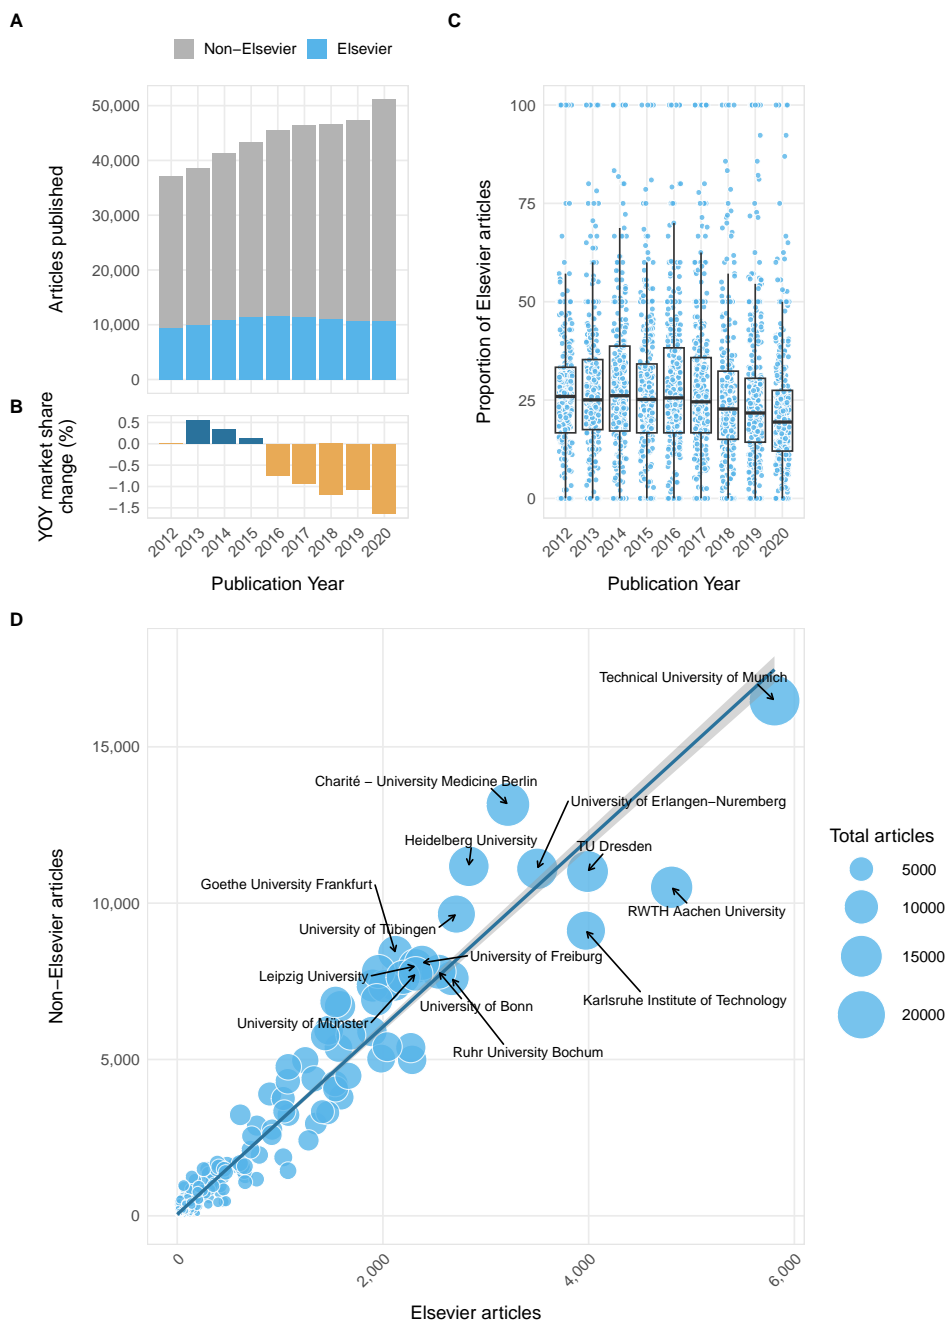 A
Non−Elsevier
Elsevier
50,000
40,000
30,000
20,000
10,000
0
Articles published
B
0.5
0.0
−0.5
−1.0
−1.5
YOY market share
change (%)
2012
2013
2014
2015
2016
2017
2018
2019
2020
Publication Year
C
100
75
50
25
0
Proportion of Elsevier articles
2012
2013
2014
2015
2016
2017
2018
2019
2020
Publication Year
D
15,000
10,000
5,000
0
Non−Elsevier articles
Technical University of Munich
Charité − University Medicine Berlin
University of Erlangen−Nuremberg
Heidelberg University
TU Dresden
Goethe University Frankfurt
RWTH Aachen University
University of Tübingen
University of Freiburg
Leipzig University
Karlsruhe Institute of Technology
University of Bonn
University of Münster
Ruhr University Bochum
0
2,000
4,000
6,000
Elsevier articles
Total articles
5000
10000
15000
20000